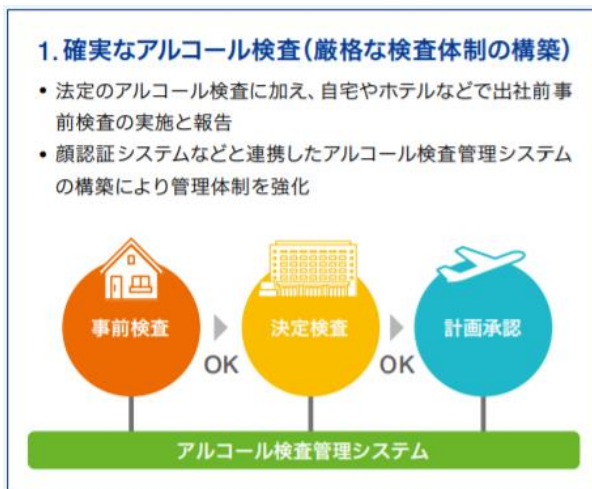 1.確実なアルコール検査(厳格な検査体制の構築)
• 法定のアルコール検査に加え、自宅やホテルなどで出社前事
前検査の実施と報告
• 顔認証システムなどと連携したアルコール検査管理システム
の構築により管理体制を強化
事前検査
OK
決定検査
OK
計画承認
アルコール検査管理システム